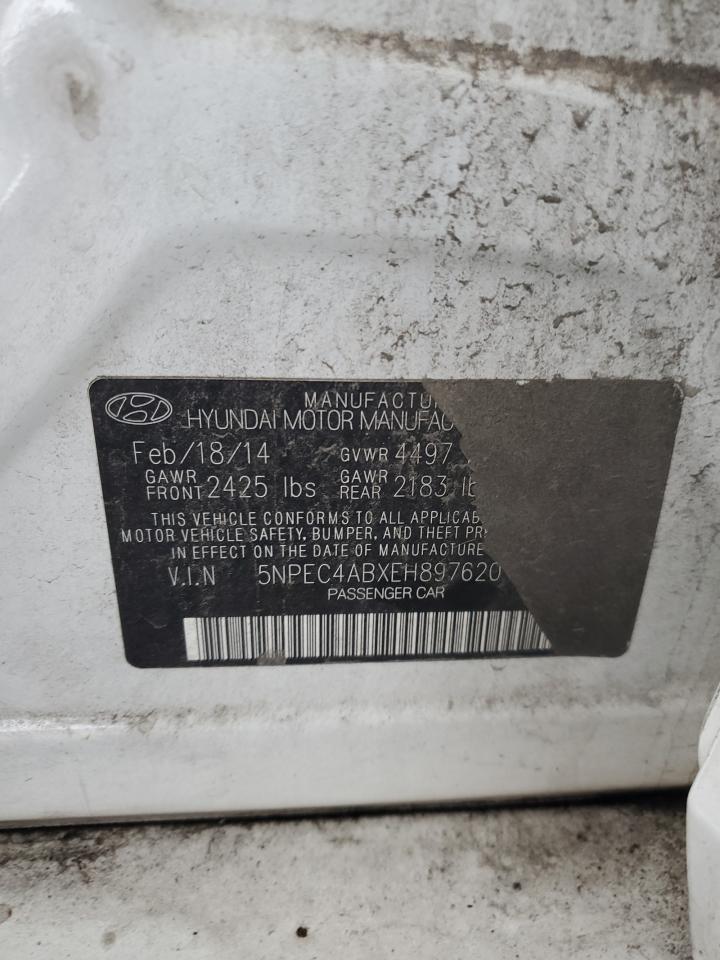 MANUFACTU
HYUNDAI MOTOR MANUFAC
Feb/18/14 GVWR 4497
GAWR FRONT 2425 lbs GAWR REAR 2183 lb
THIS VEHICLE CONFORMS TO ALL APPLICAB
MOTOR VEHICLE SAFETY, BUMPER, AND THEFT PR
IN EFFECT ON THE DATE OF MANUFACTURE
V.I.N 5NPEC4ABXEH897620
PASSENGER CAR